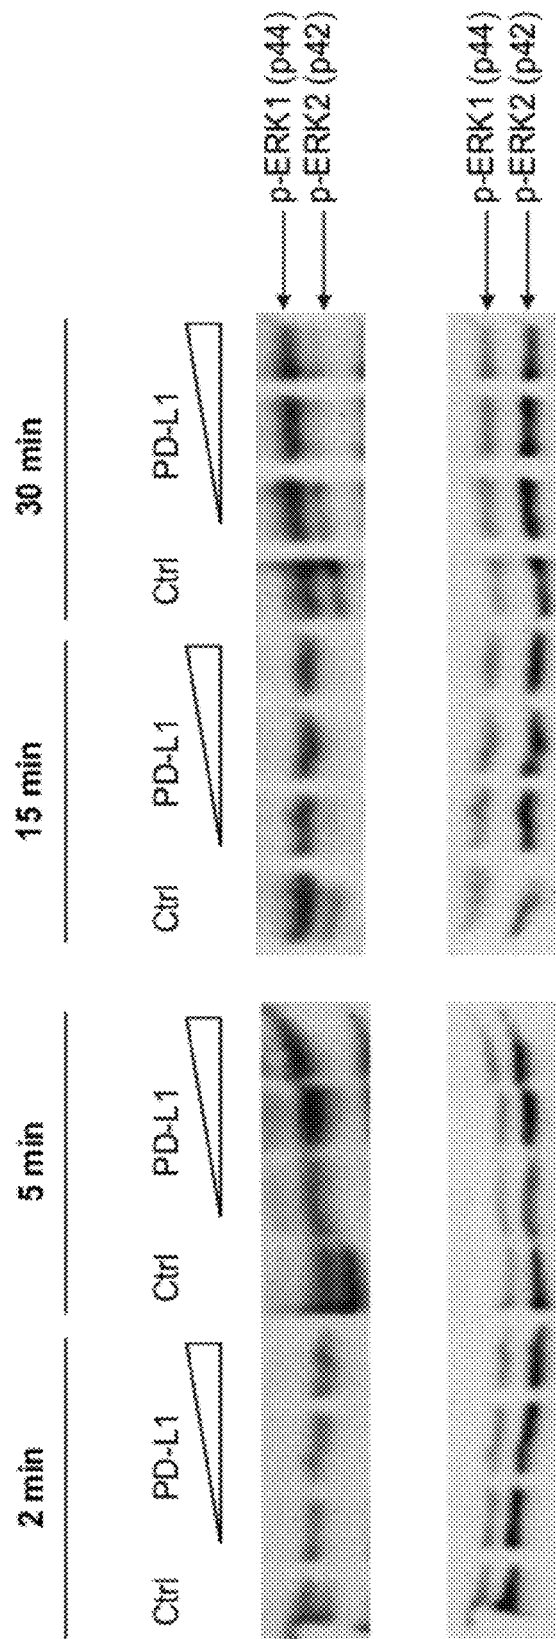 2 min
5 min
15 min
30 min
Ctrl
PD-L1
Ctrl
PD-L1
Ctrl
PD-L1
Ctrl
PD-L1
p-ERK1 (p44)
p-ERK2 (p42)
p-ERK1 (p44)
p-ERK2 (p42)